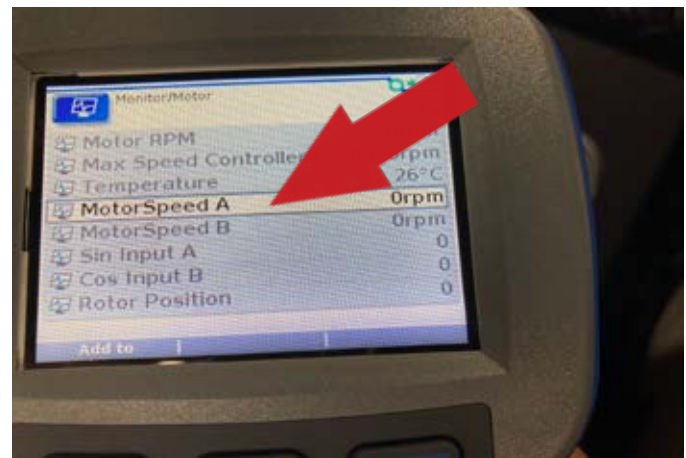 Monitor/Motor
Motor RPM
Max Speed Controller rpm
Temperature 26°C
MotorSpeed A 0rpm
MotorSpeed B 0rpm
Sin Input A 0
Cos Input B 0
Rotor Position 0
Add to